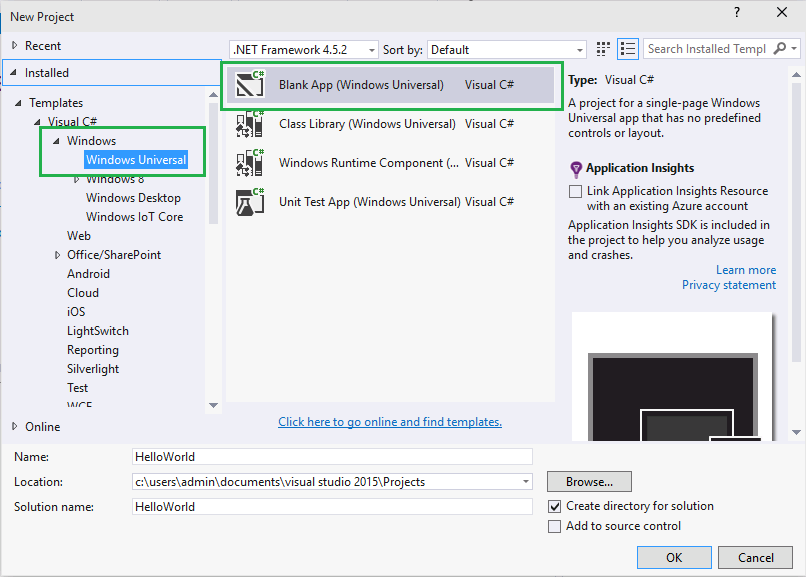 New Project
?
Recent
.NET Framework 4.5.2
Sort by:
Default
Search Installed Templ
Installed
Templates
Visual C#
Windows
Windows Universal
Windows 8
Windows Desktop
Windows IoT Core
Web
Office/SharePoint
Android
Cloud
iOS
LightSwitch
Reporting
Silverlight
Test
WCF
Online
C#
Blank App (Windows Universal) Visual C#
C#
Class Library (Windows Universal) Visual C#
C#
Windows Runtime Component (... Visual C#
C#
Unit Test App (Windows Universal) Visual C#
Click here to go online and find templates.
Type: Visual C#
A project for a single-page Windows
Universal app that has no predefined
controls or layout.
Application Insights
Link Application Insights Resource
with an existing Azure account
Application Insights SDK is included in
the project to help you analyze usage
and crashes.
Learn more
Privacy statement
Name: HelloWorld
Location: c:\users\admin\documents\visual studio 2015\Projects
Browse...
Solution name: HelloWorld
Create directory for solution
Add to source control
OK
Cancel